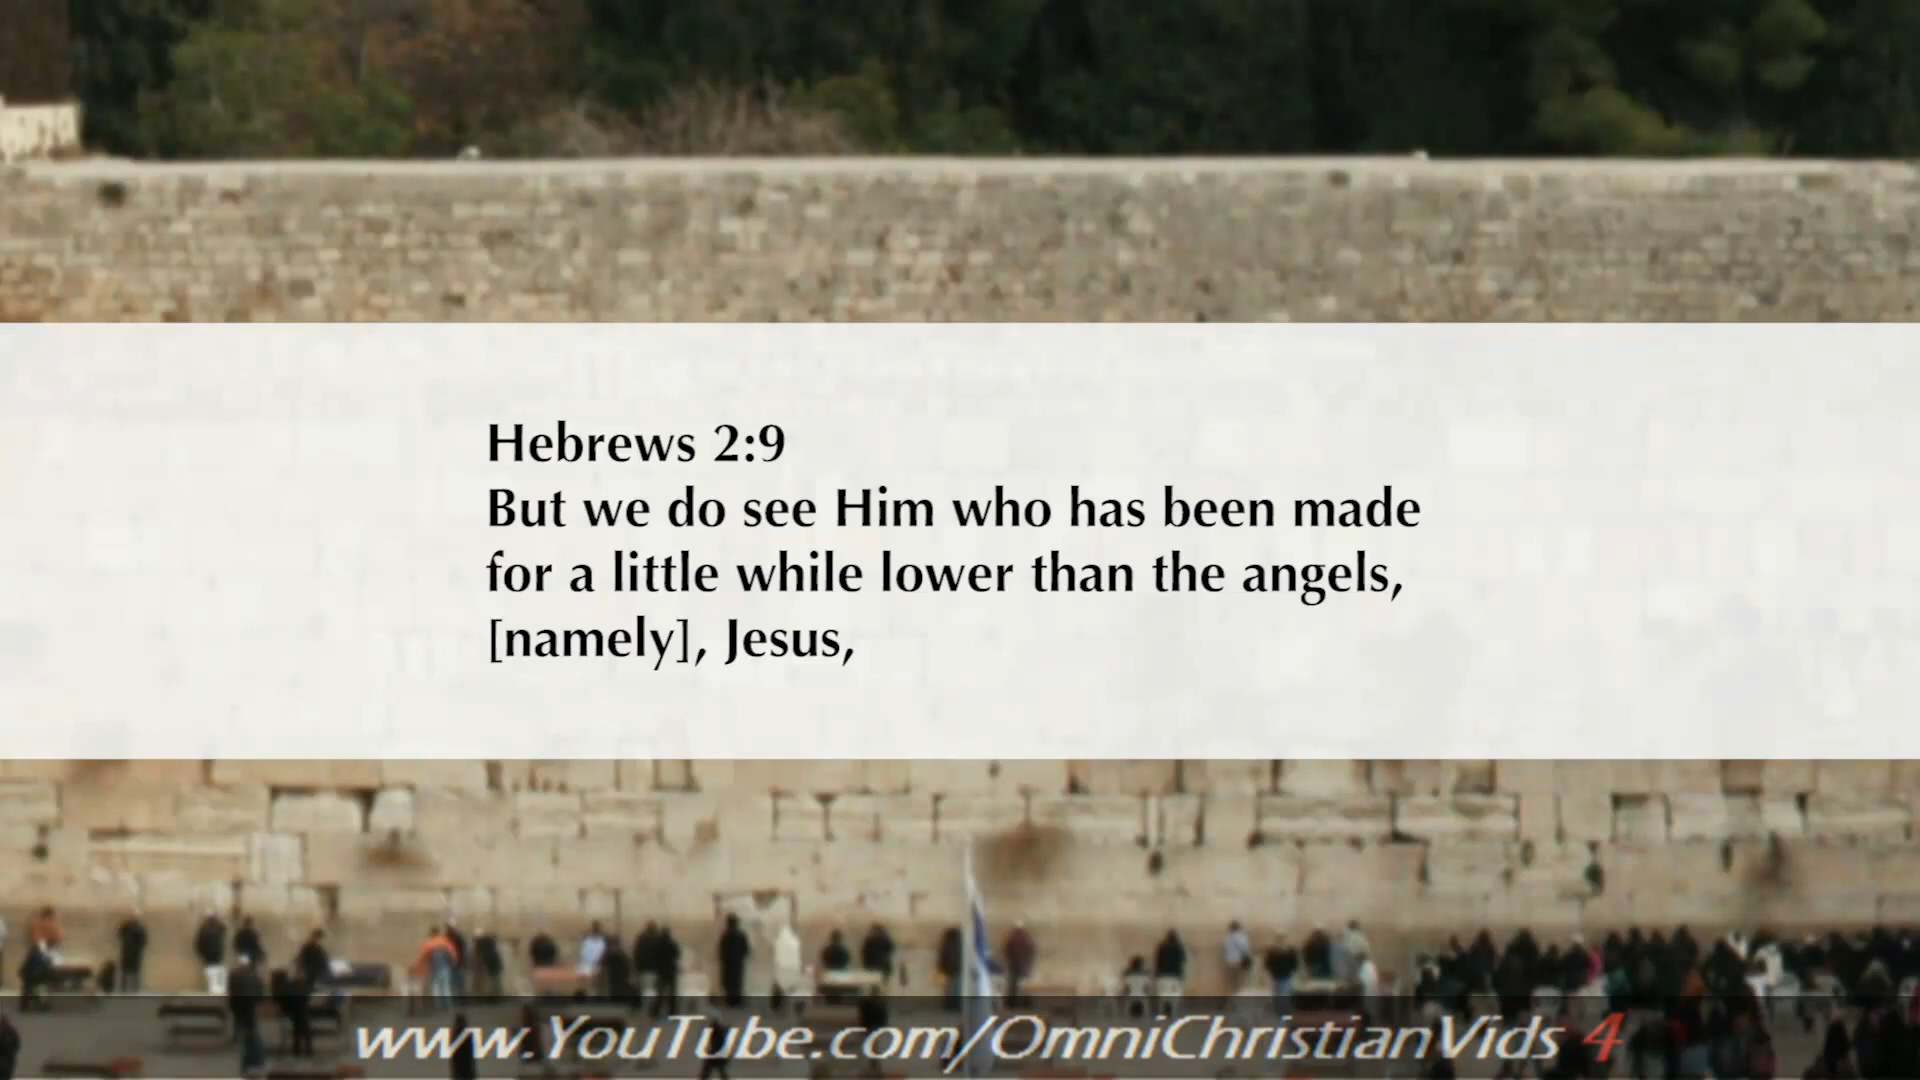 Hebrews 2:9
But we do see Him who has been made
for a little while lower than the angels,
[namely], Jesus,
www.YouTube.com/OmniChristianVids 4